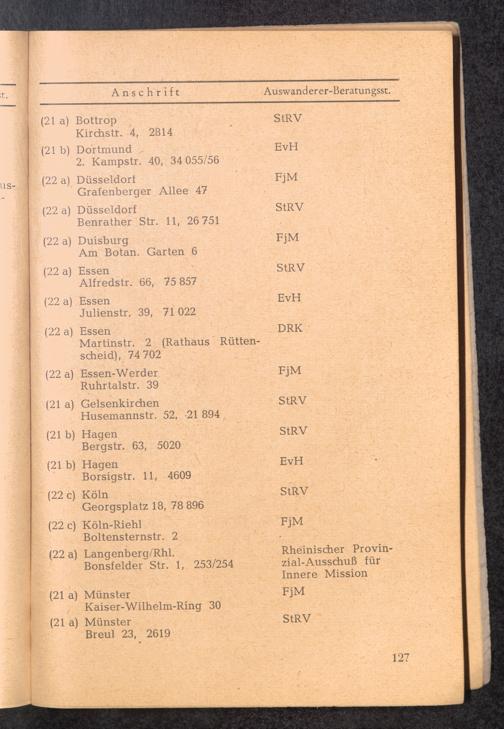 st.
us-
-
Anschrift Auswanderer-Beratungsst.
(21 a) Bottrop StRV
Kirchstr. 4, 2814
(21 b) Dortmund EvH
2. Kampstr. 40, 34 055/56
(22 a) Düsseldorf FjM
Grafenberger Allee 47
(22 a) Düsseldorf StRV
Benrather Str. 11, 26 751
(22 a) Duisburg FjM
Am Botan. Garten 6
(22 a) Essen StRV
Alfredstr. 66, 75 857
(22 a) Essen EvH
Julienstr. 39, 71 022
(22 a) Essen DRK
Martinstr. 2 (Rathaus Rütten-
scheid), 74 702
(22 a) Essen-Werder FjM
Ruhrtalstr. 39
(21 a) Gelsenkirchen StRV
Husemannstr. 52, 21 894
(21 b) Hagen StRV
Bergstr. 63, 5020
(21 b) Hagen EvH
Borsigstr. 11, 4609
(22 c) Köln StRV
Georgsplatz 18, 78 896
(22 c) Köln-Riehl FjM
Boltensternstr. 2
(22 a) Langenberg/Rhl. Rheinischer Provin-
Bonsfelder Str. 1, 253/254 zial-Ausschuß für
Innere Mission
(21 a) Münster FjM
Kaiser-Wilhelm-Ring 30
(21 a) Münster StRV
Breul 23, 2619
127